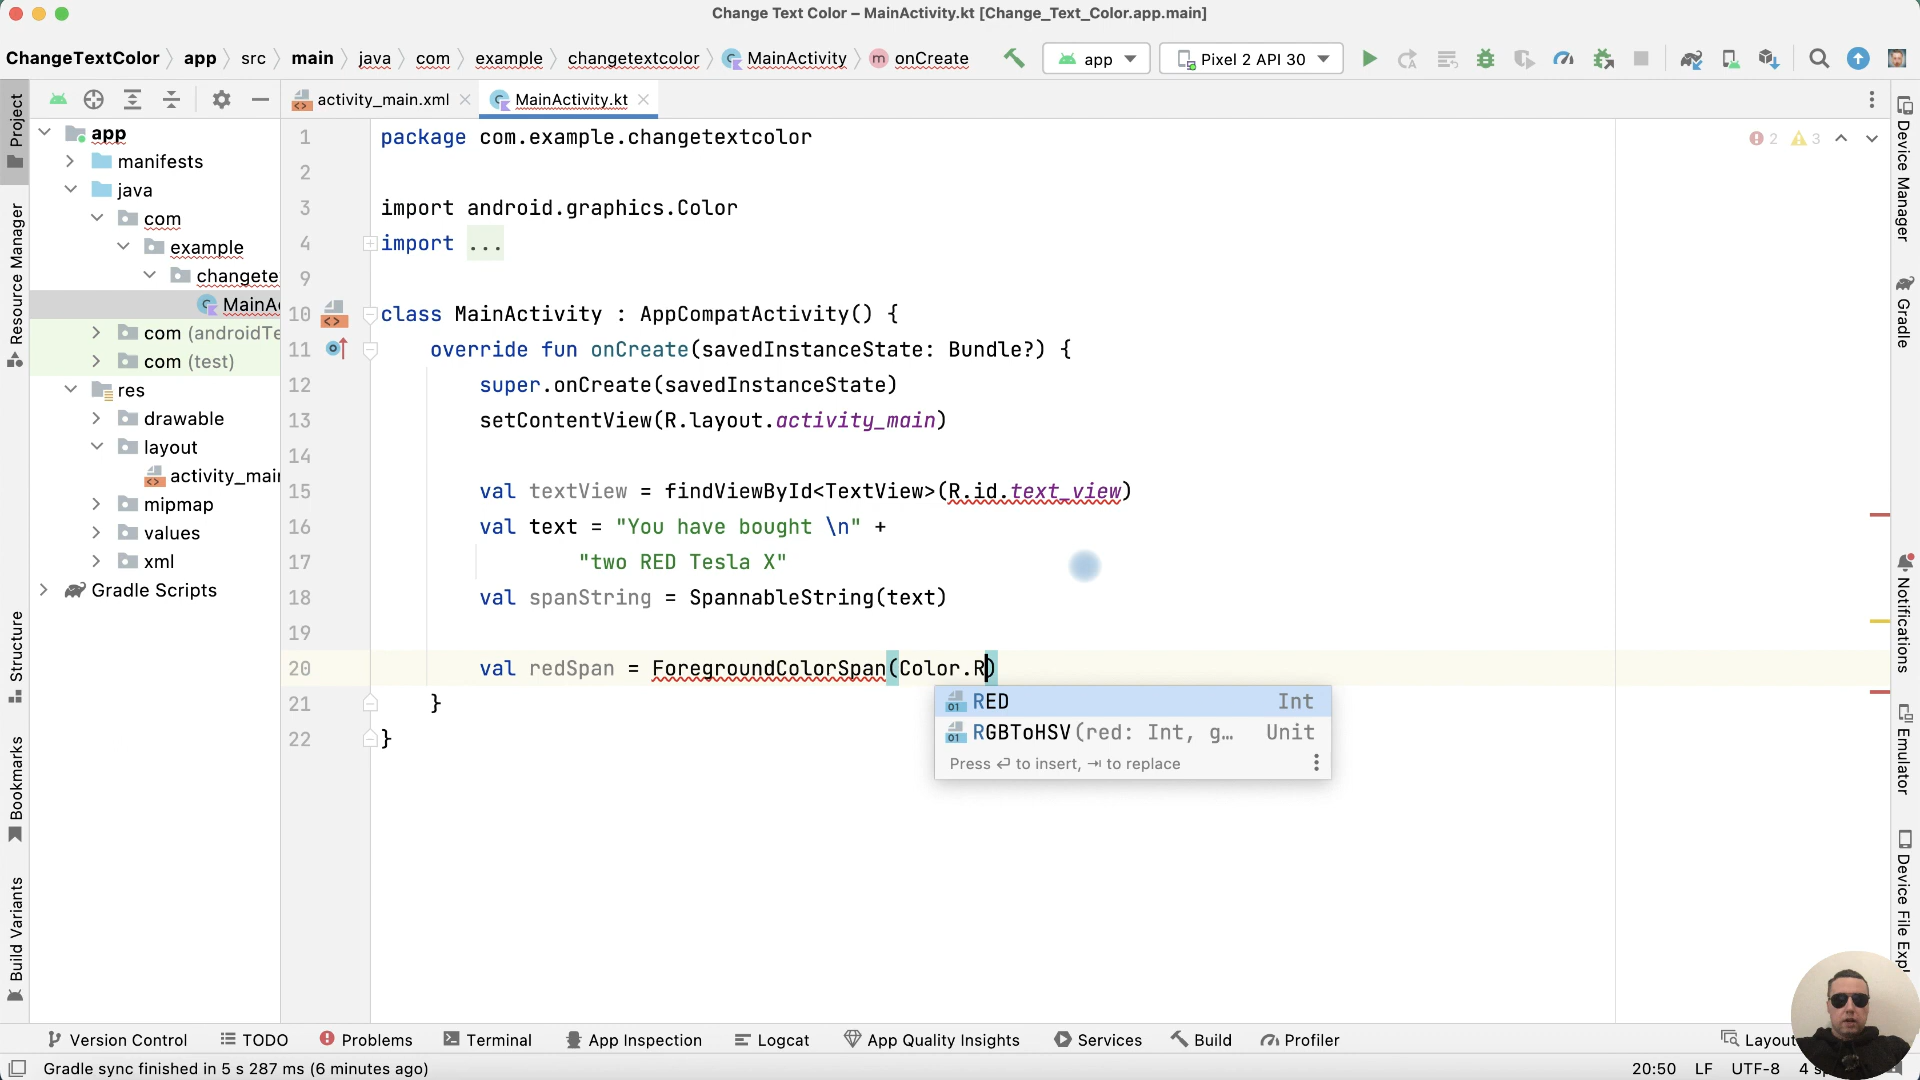 Change Text Color – MainActivity.kt [Change_Text_Color.app.main]
ChangeTextColor app src main java com example changetextcolor MainActivity m onCreate app Pixel 2 API 30
activity_main.xml MainActivity.kt
Project
Resource Manager
Structure
Bookmarks
Build Variants
app
manifests
java
com
example
changete
MainAc
com (androidTe
com (test)
res
drawable
layout
activity_mai
mipmap
values
xml
Gradle Scripts
2 3
1 package com.example.changetextcolor
2
3 import android.graphics.Color
4 import ...
9
10 class MainActivity : AppCompatActivity() {
11 override fun onCreate(savedInstanceState: Bundle?) {
12 super.onCreate(savedInstanceState)
13 setContentView(R.layout.activity_main)
14
15 val textView = findViewById<TextView>(R.id.text_view)
16 val text = "You have bought \n" +
17 "two RED Tesla X"
18 val spanString = SpannableString(text)
19
20 val redSpan = ForegroundColorSpan(Color.R)
21 }
22 }
RED Int
RGBToHSV(red: Int, g… Unit
Press ↩ to insert, ⇥ to replace
Device Manager
Gradle
Notifications
Emulator
Device File Expl
Version Control TODO Problems Terminal App Inspection Logcat App Quality Insights Services Build Profiler Layout
Gradle sync finished in 5 s 287 ms (6 minutes ago) 20:50 LF UTF-8 4 sp